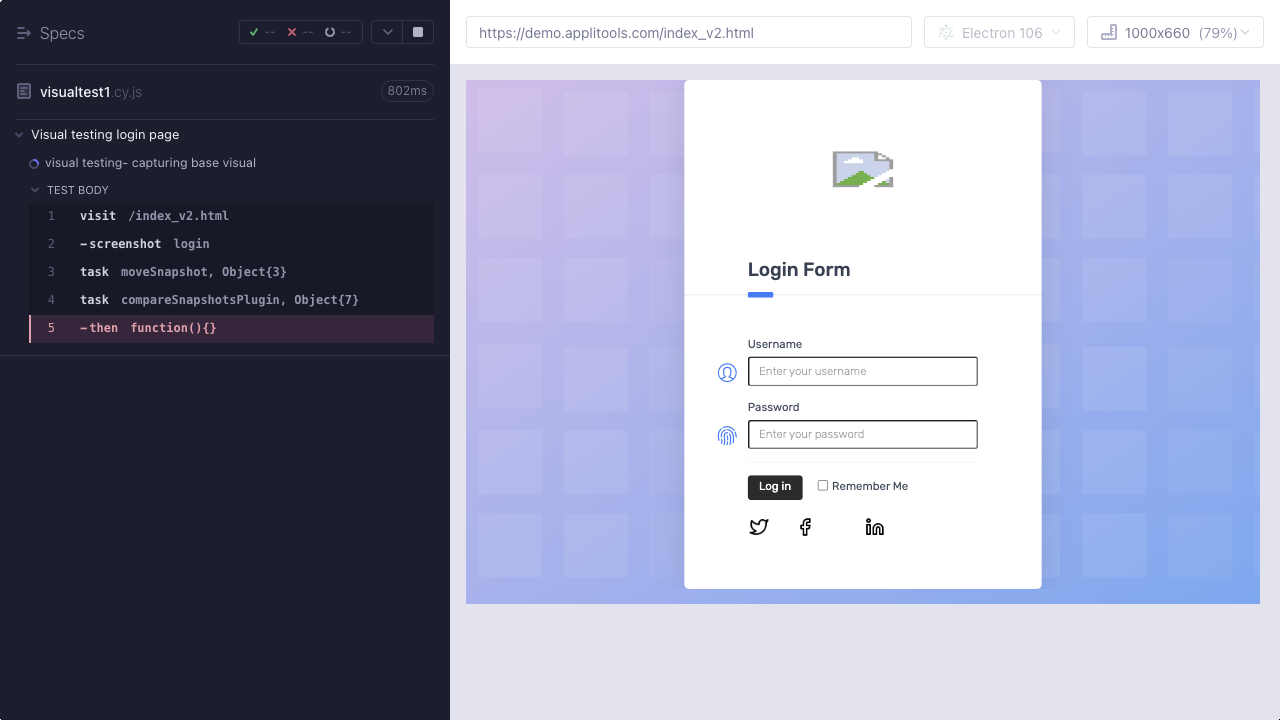 Specs
-- -- --
visualtest1.cy.js 802ms
Visual testing login page
visual testing- capturing base visual
TEST BODY
1 visit /index_v2.html
2 -screenshot login
3 task moveSnapshot, Object{3}
4 task compareSnapshotsPlugin, Object{7}
5 -then function(){}
https://demo.applitools.com/index_v2.html
Electron 106
1000x660 (79%)
Login Form
Username
Enter your username
Password
Enter your password
Log in Remember Me